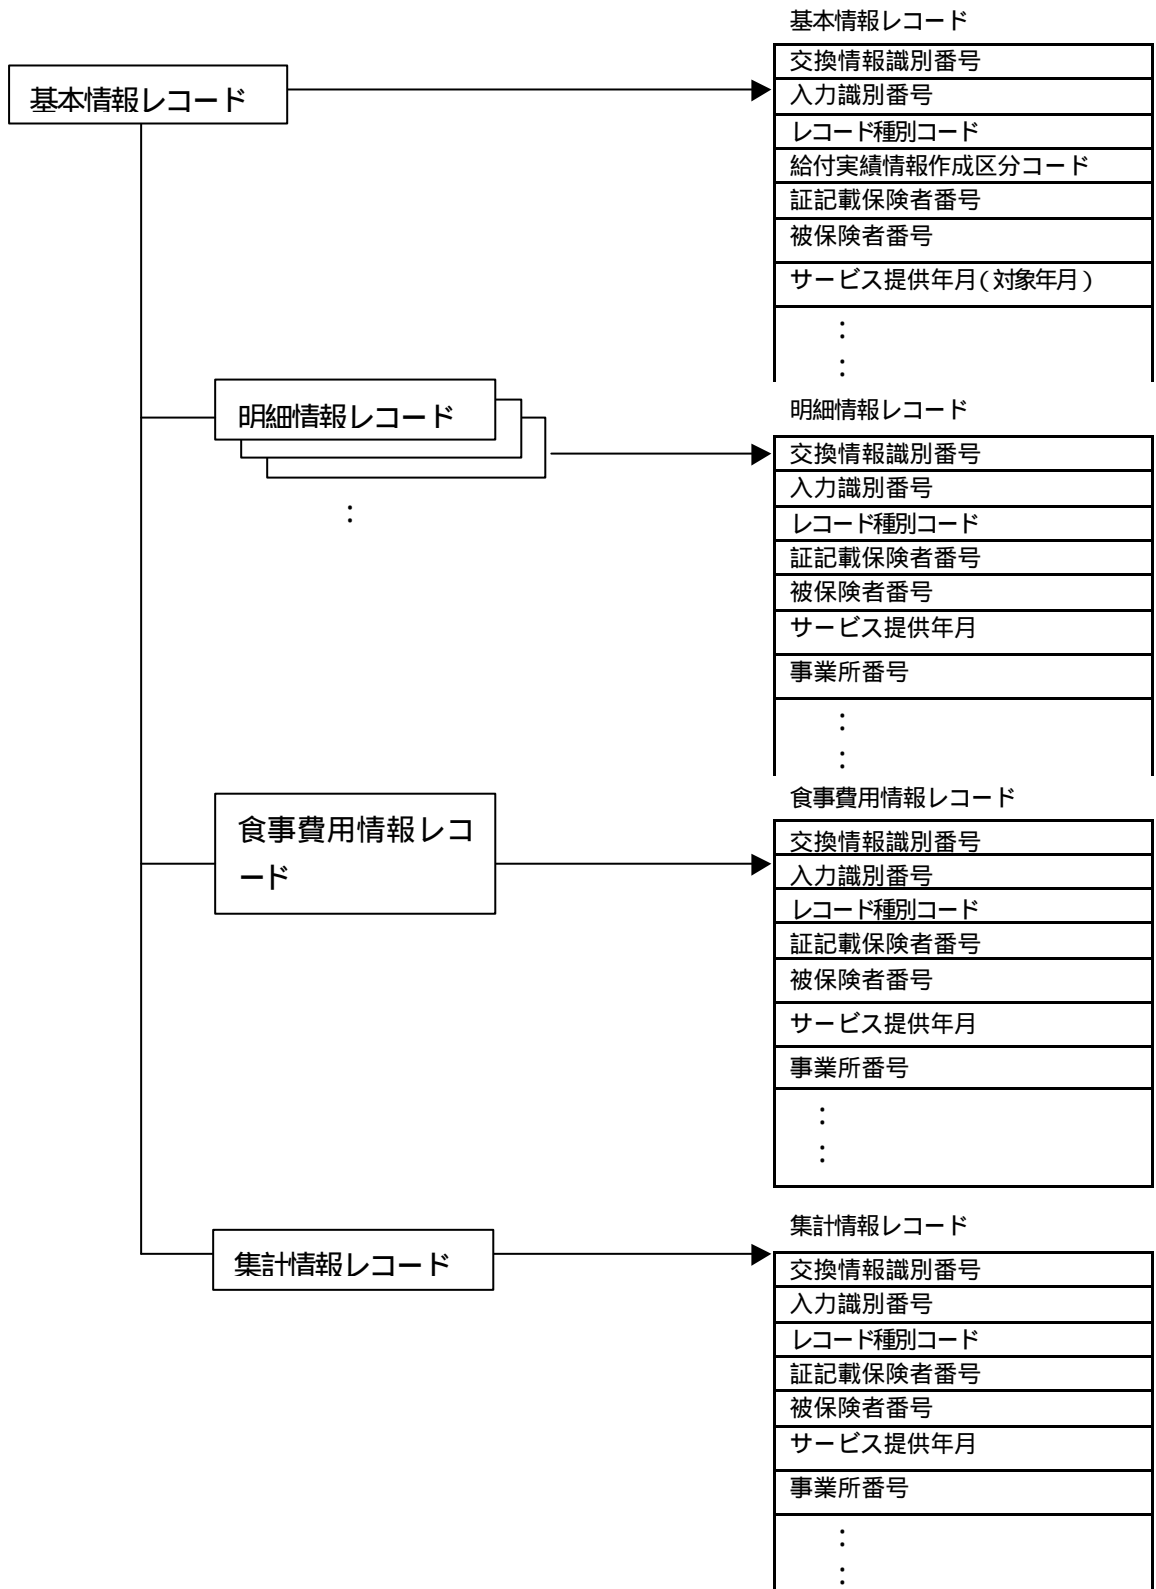 基本情報レコード
基本情報レコード
交換情報識別番号
入力識別番号
レコード種別コード
給付実績情報作成区分コード
証記載保険者番号
被保険者番号
サービス提供年月(対象年月)
：
：
明細情報レコード
：
明細情報レコード
交換情報識別番号
入力識別番号
レコード種別コード
証記載保険者番号
被保険者番号
サービス提供年月
事業所番号
：
：
食事費用情報レコ
ード
食事費用情報レコード
交換情報識別番号
入力識別番号
レコード種別コード
証記載保険者番号
被保険者番号
サービス提供年月
事業所番号
：
：
集計情報レコード
集計情報レコード
交換情報識別番号
入力識別番号
レコード種別コード
証記載保険者番号
被保険者番号
サービス提供年月
事業所番号
：
：